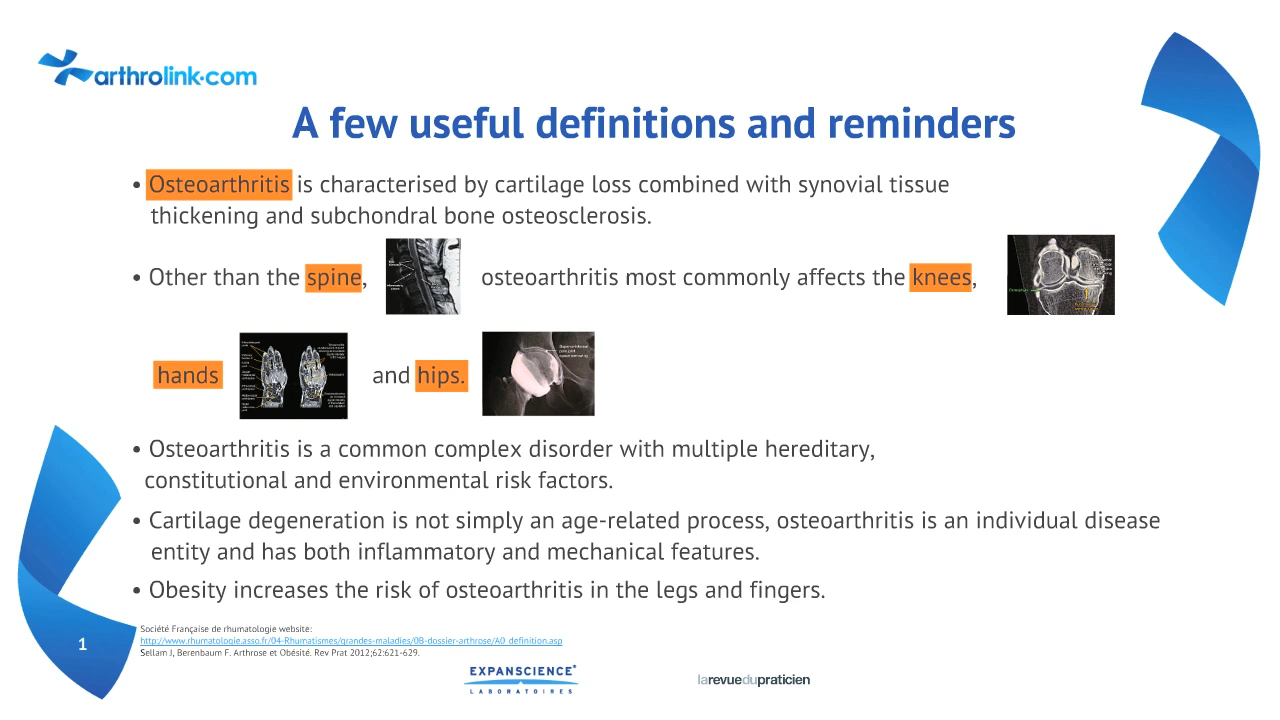 arthrolink.com
A few useful definitions and reminders
• Osteoarthritis is characterised by cartilage loss combined with synovial tissue
thickening and subchondral bone osteosclerosis.
• Other than the spine, osteoarthritis most commonly affects the knees,
hands and hips.
• Osteoarthritis is a common complex disorder with multiple hereditary,
constitutional and environmental risk factors.
• Cartilage degeneration is not simply an age-related process, osteoarthritis is an individual disease
entity and has both inflammatory and mechanical features.
• Obesity increases the risk of osteoarthritis in the legs and fingers.
1
Société Française de rhumatologie website:
http://www.rhumatologie.asso.fr/04-Rhumatismes/grandes-maladies/0B-dossier-arthrose/A0_definition.asp
Sellam J, Berenbaum F. Arthrose et Obésité. Rev Prat 2012;62:621-629.
EXPANSCIENCE®
LABORATOIRES
larevuedupraticien